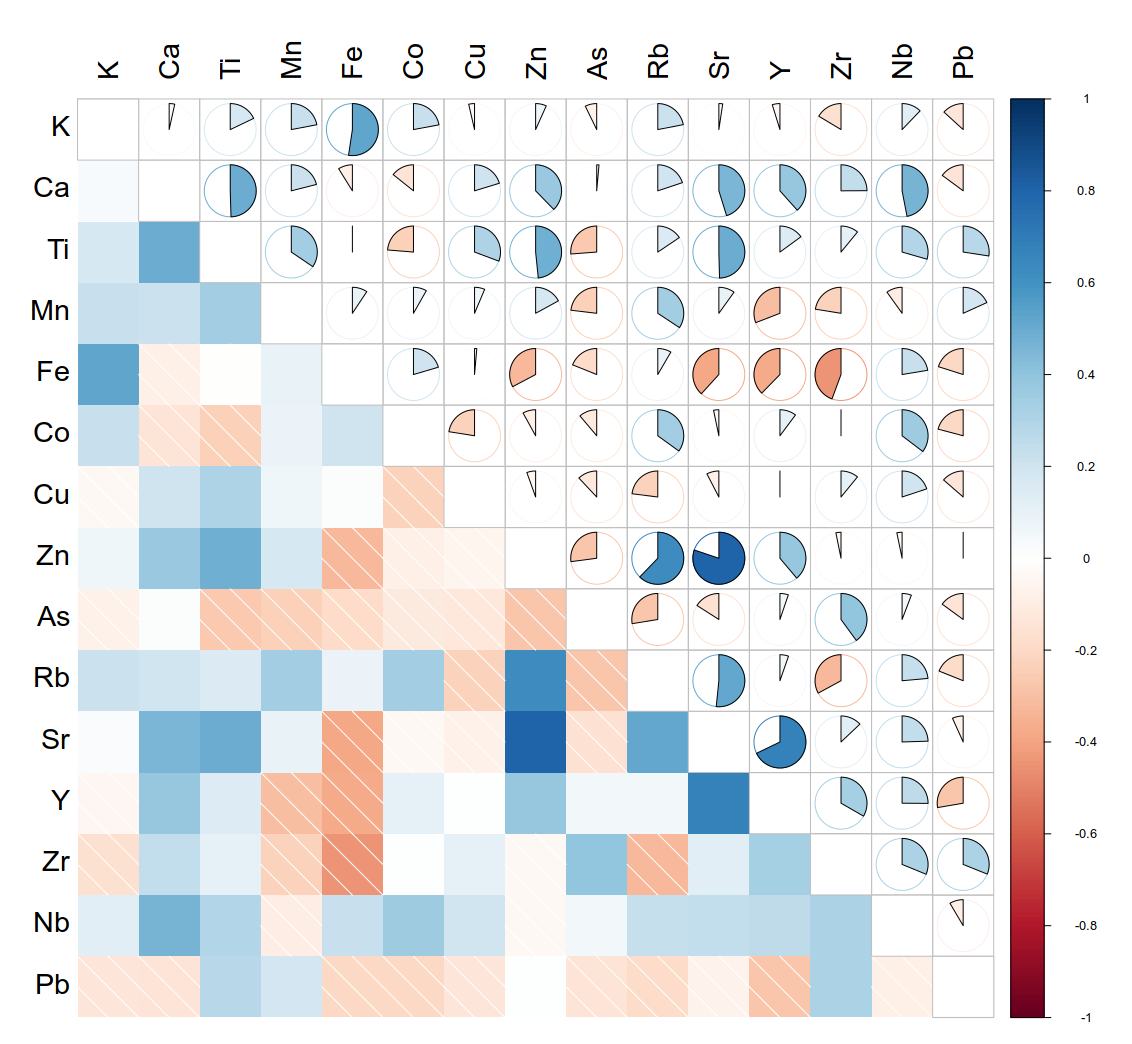 K Ca Ti Mn Fe Co Cu Zn As Rb Sr Y Zr Nb Pb
K
Ca
Ti
Mn
Fe
Co
Cu
Zn
As
Rb
Sr
Y
Zr
Nb
Pb
1
0.8
0.6
0.4
0.2
0
-0.2
-0.4
-0.6
-0.8
-1